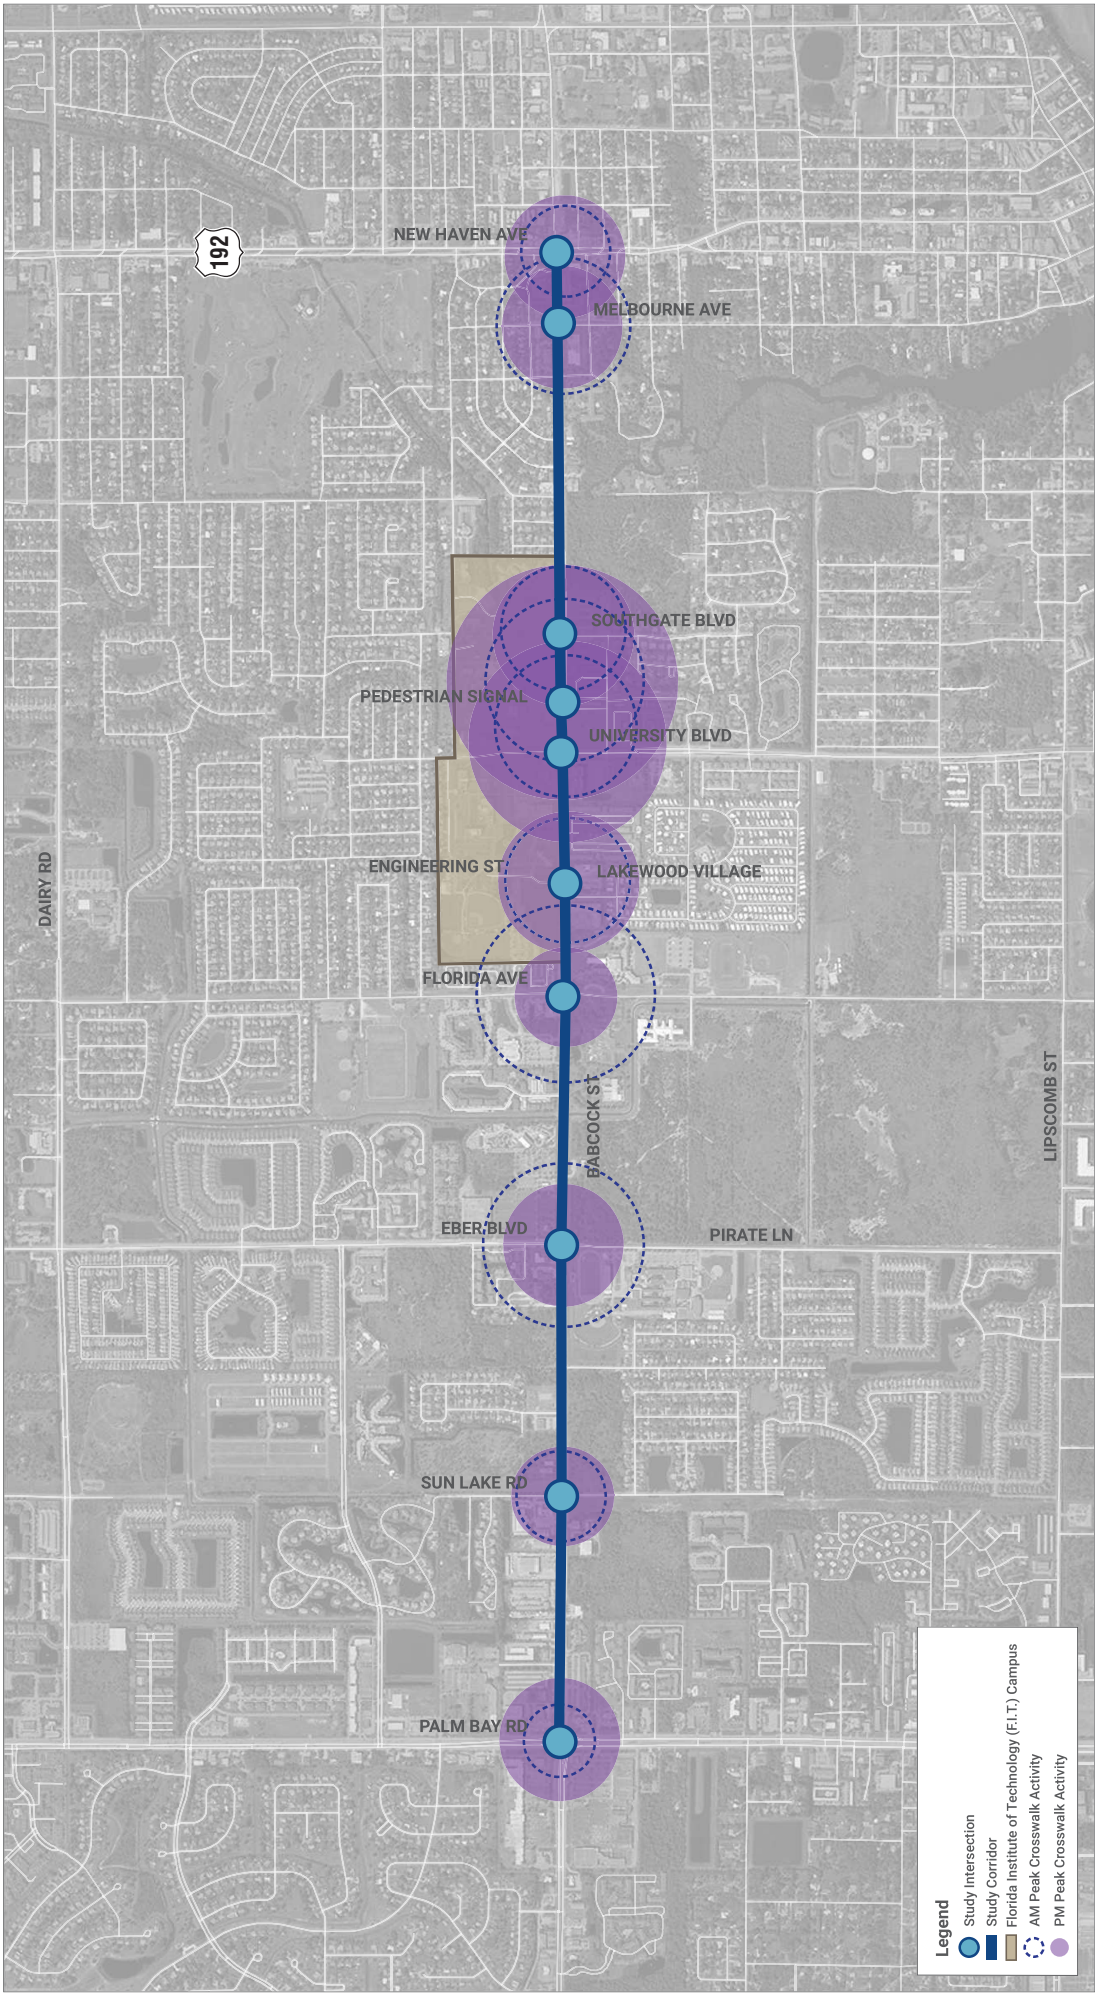 192
NEW HAVEN AVE
MELBOURNE AVE
SOUTHGATE BLVD
PEDESTRIAN SIGNAL
UNIVERSITY BLVD
ENGINEERING ST
LAKEWOOD VILLAGE
DAIRY RD
FLORIDA AVE
BABCOCK ST
LIPSCOMB ST
EBER BLVD
PIRATE LN
SUN LAKE RD
PALM BAY RD
Legend
Study Intersection
Study Corridor
Florida Institute of Technology (F.I.T.) Campus
AM Peak Crosswalk Activity
PM Peak Crosswalk Activity